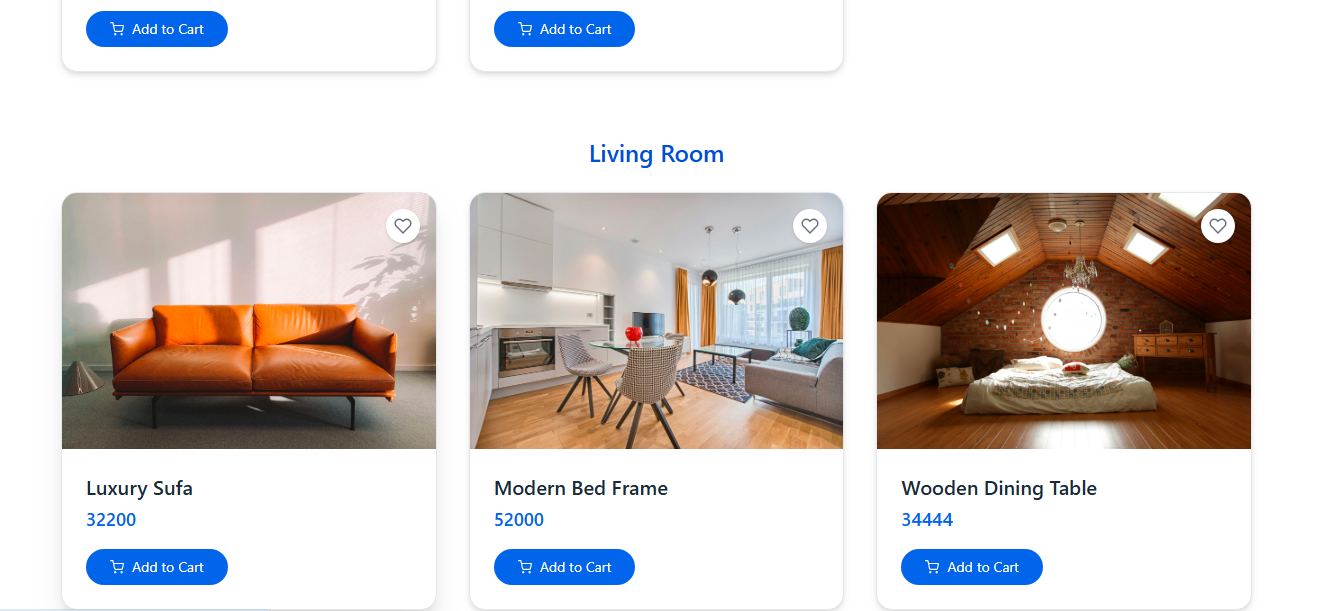 Add to Cart
Add to Cart
Living Room
Luxury Sufa
32200
Add to Cart
Modern Bed Frame
52000
Add to Cart
Wooden Dining Table
34444
Add to Cart